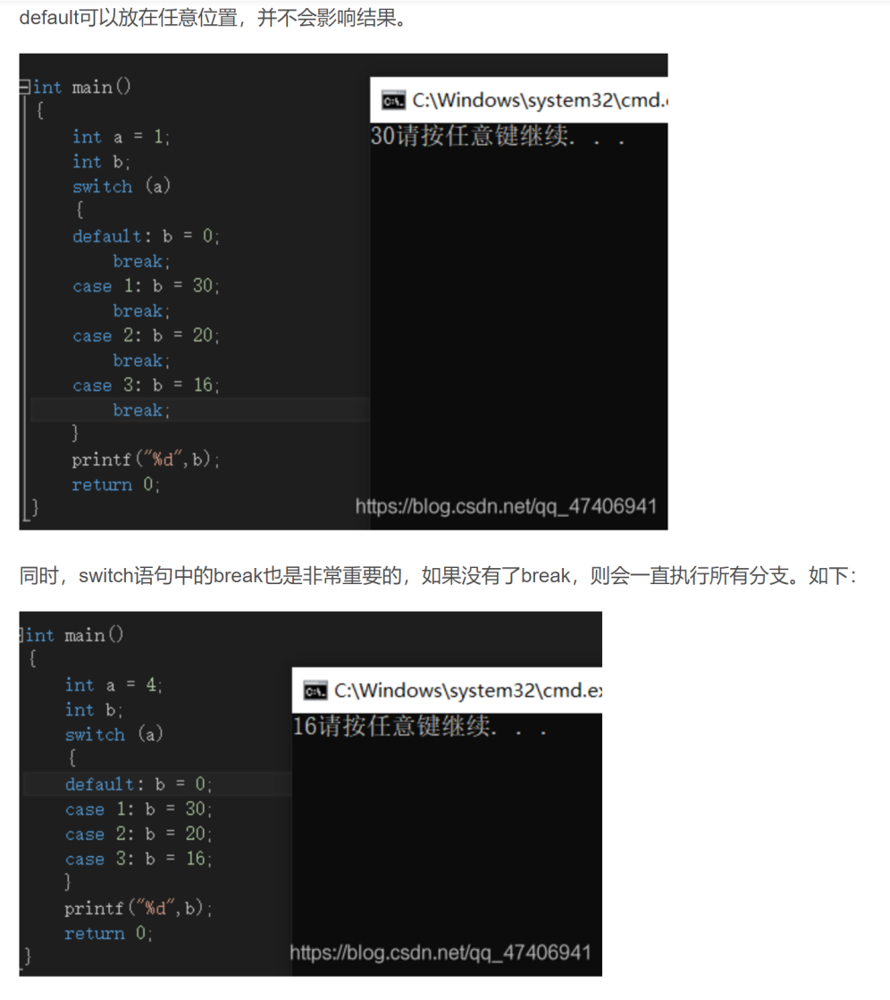 default可以放在任意位置，并不会影响结果。
int main()
{
int a = 1;
int b;
switch (a)
{
default: b = 0;
break;
case 1: b = 30;
break;
case 2: b = 20;
break;
case 3: b = 16;
break;
}
printf("%d",b);
return 0;
}
C:\Windows\system32\cmd.
30请按任意键继续. . .
https://blog.csdn.net/qq_47406941
同时，switch语句中的break也是非常重要的，如果没有了break，则会一直执行所有分支。如下：
int main()
{
int a = 4;
int b;
switch (a)
{
default: b = 0;
case 1: b = 30;
case 2: b = 20;
case 3: b = 16;
}
printf("%d",b);
return 0;
}
C:\Windows\system32\cmd.ex
16请按任意键继续. . .
https://blog.csdn.net/qq_47406941